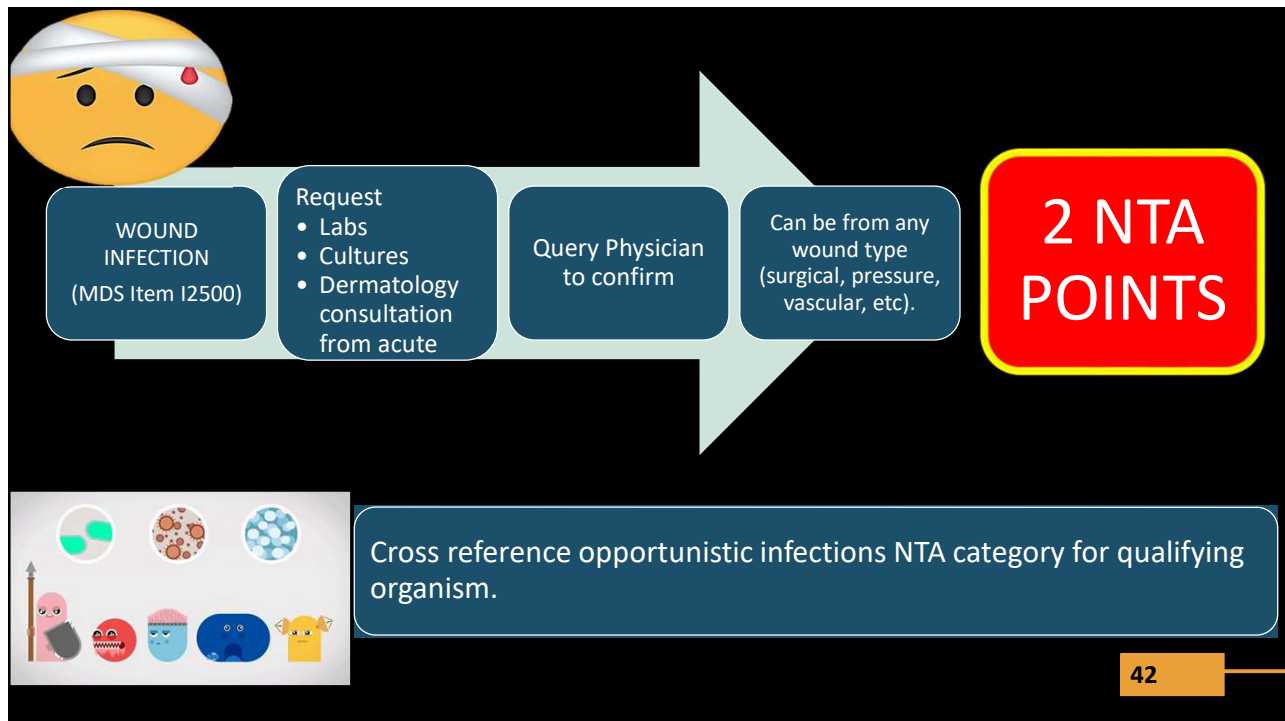 WOUND
INFECTION
(MDS Item I2500)
Request
• Labs
• Cultures
• Dermatology
consultation
from acute
Query Physician
to confirm
Can be from any
wound type
(surgical, pressure,
vascular, etc).
2 NTA
POINTS
Cross reference opportunistic infections NTA category for qualifying
organism.
42